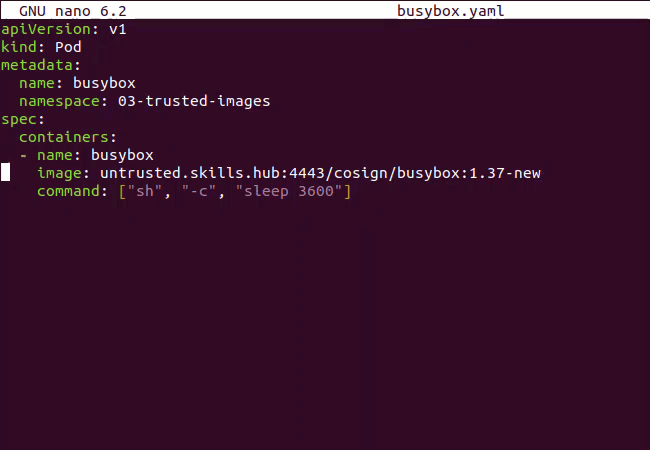 GNU nano 6.2 busybox.yaml
apiVersion: v1
kind: Pod
metadata:
  name: busybox
  namespace: 03-trusted-images
spec:
  containers:
  - name: busybox
    image: untrusted.skills.hub:4443/cosign/busybox:1.37-new
    command: ["sh", "-c", "sleep 3600"]